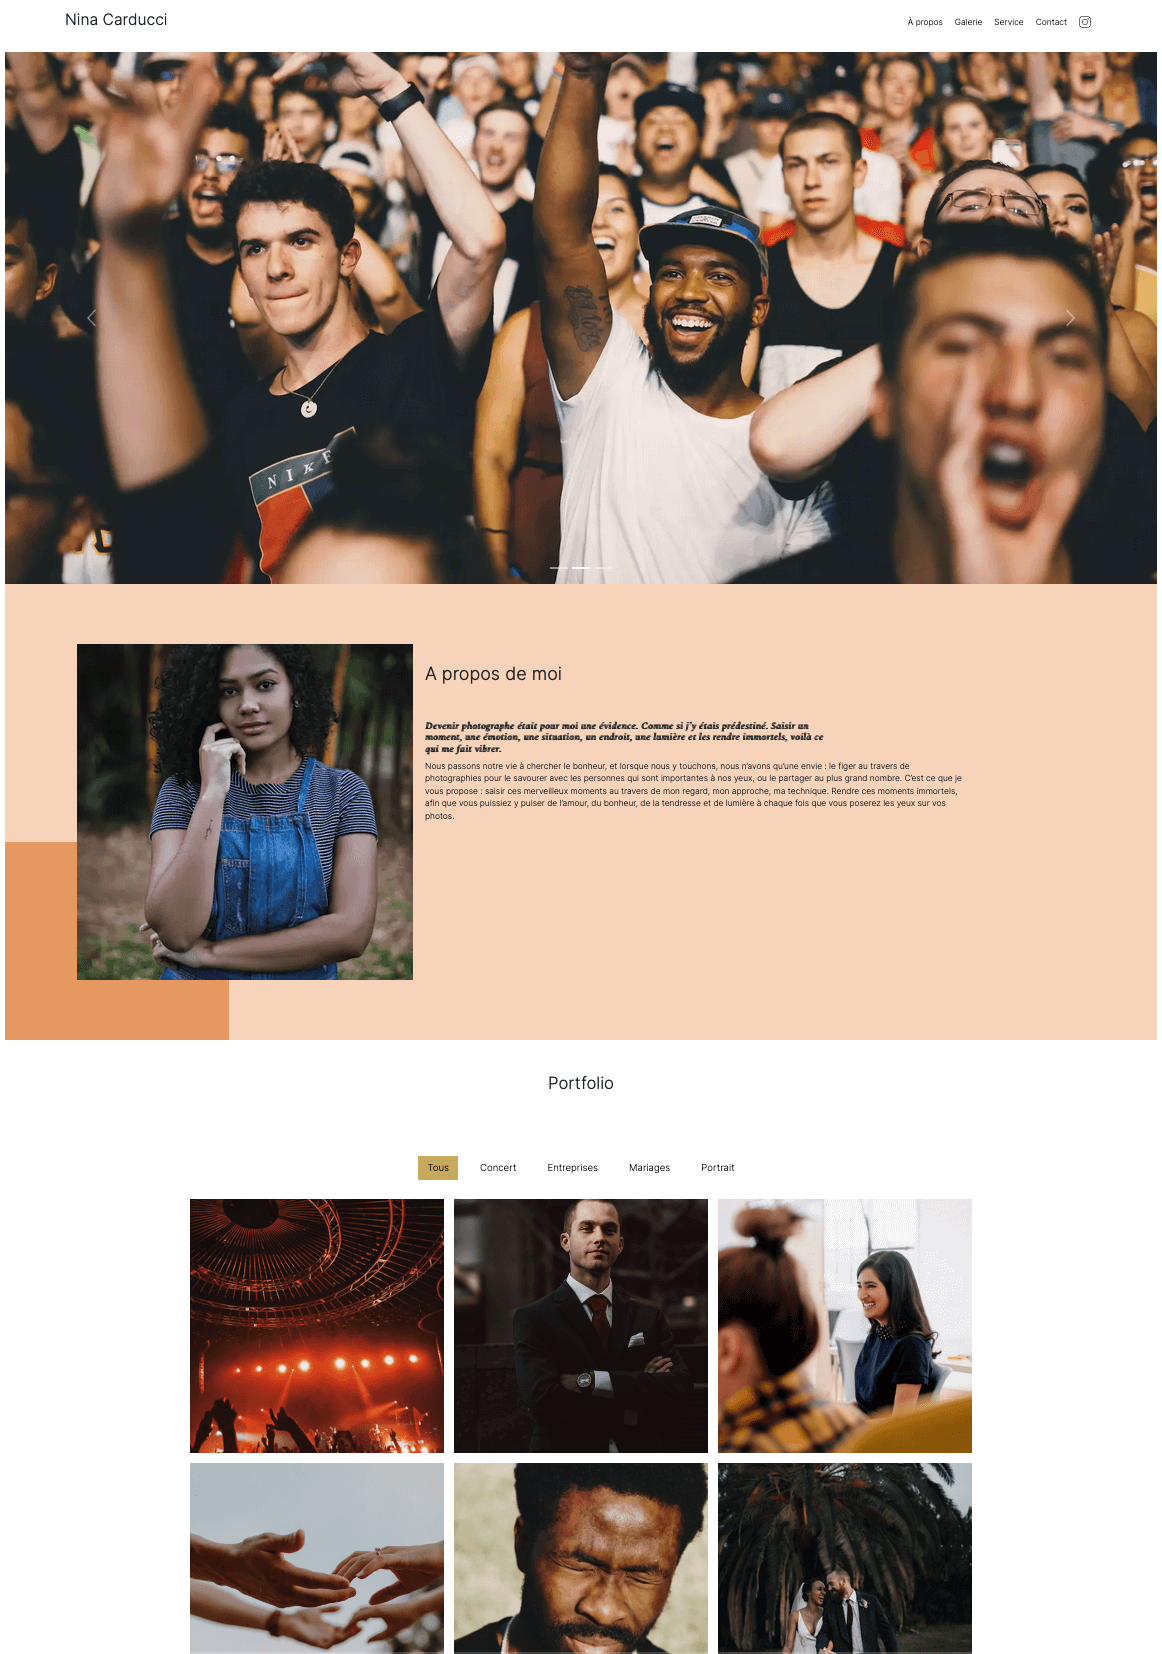 Nina Carducci
À propos Galerie Service Contact
NIKE
A propos de moi
Devenir photographe était pour moi une évidence. Comme si j'y étais prédestiné. Saisir un
moment, une émotion, une situation, un endroit, une lumière et les rendre immortels, voilà ce
qui me fait vibrer.
Nous passons notre vie à chercher le bonheur, et lorsque nous y touchons, nous n'avons qu'une envie : le figer au travers de
photographies pour le savourer avec les personnes qui sont importantes à nos yeux, ou le partager au plus grand nombre. C'est ce que je
vous propose : saisir ces merveilleux moments au travers de mon regard, mon approche, ma technique. Rendre ces moments immortels,
afin que vous puissiez y puiser de l'amour, du bonheur, de la tendresse et de lumière à chaque fois que vous poserez les yeux sur vos
photos.
Portfolio
Tous Concert Entreprises Mariages Portrait